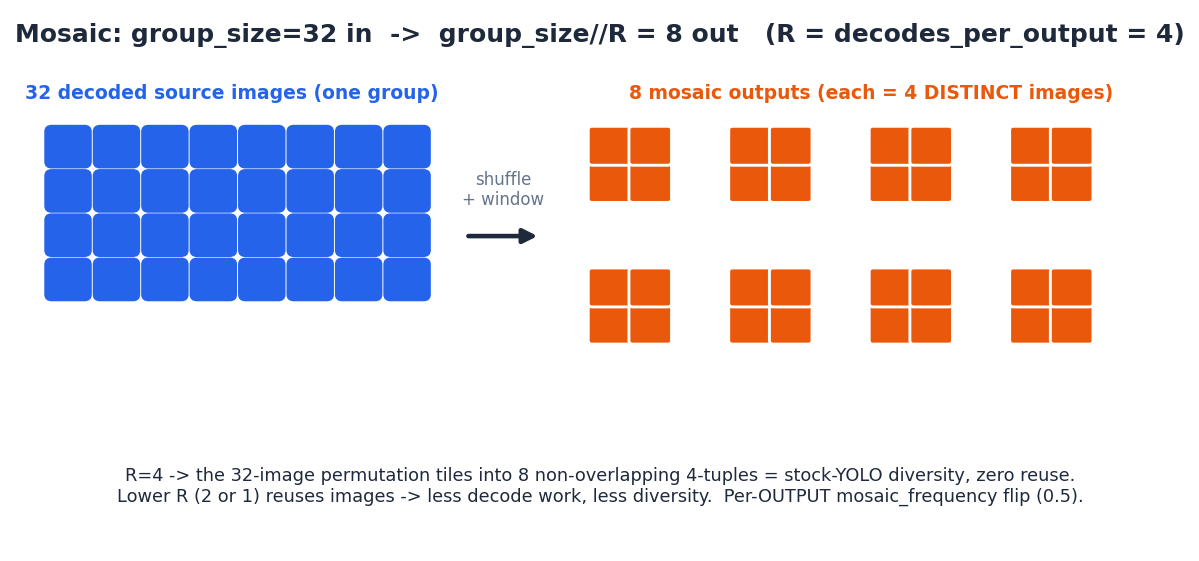 Mosaic: group_size=32 in  ->  group_size//R = 8 out   (R = decodes_per_output = 4)
32 decoded source images (one group)
8 mosaic outputs (each = 4 DISTINCT images)
shuffle
+ window
R=4 -> the 32-image permutation tiles into 8 non-overlapping 4-tuples = stock-YOLO diversity, zero reuse.
Lower R (2 or 1) reuses images -> less decode work, less diversity.  Per-OUTPUT mosaic_frequency flip (0.5).